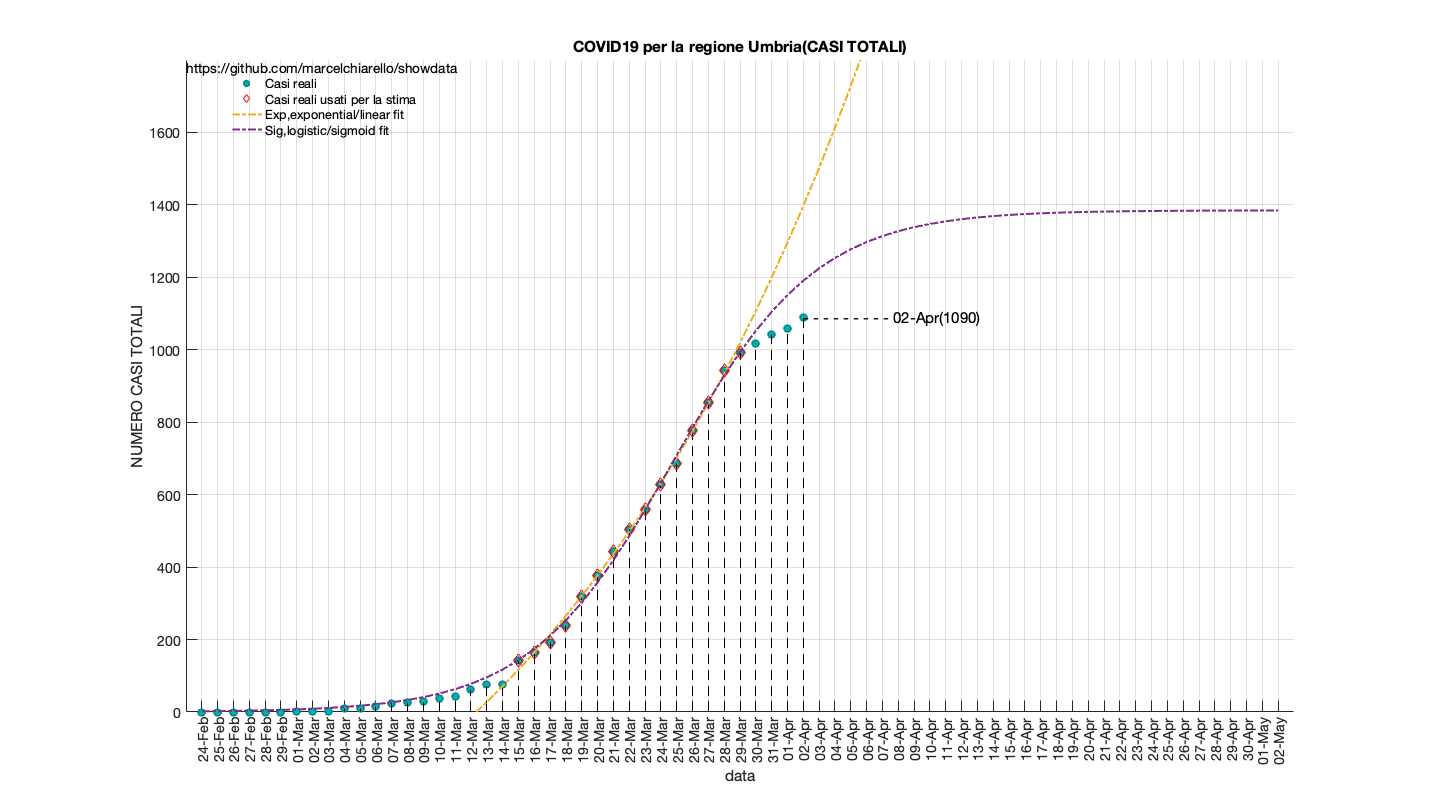 COVID19 per la regione Umbria(CASI TOTALI)
https://github.com/marcelchiarello/showdata
Casi reali
Casi reali usati per la stima
Exp,exponential/linear fit
Sig,logistic/sigmoid fit
NUMERO CASI TOTALI
1600
1400
1200
1000
800
600
400
200
0
02-Apr(1090)
24-Feb
25-Feb
26-Feb
27-Feb
28-Feb
29-Feb
01-Mar
02-Mar
03-Mar
04-Mar
05-Mar
06-Mar
07-Mar
08-Mar
09-Mar
10-Mar
11-Mar
12-Mar
13-Mar
14-Mar
15-Mar
16-Mar
17-Mar
18-Mar
19-Mar
20-Mar
21-Mar
22-Mar
23-Mar
24-Mar
25-Mar
26-Mar
27-Mar
28-Mar
29-Mar
30-Mar
31-Mar
01-Apr
02-Apr
03-Apr
04-Apr
05-Apr
06-Apr
07-Apr
08-Apr
09-Apr
10-Apr
11-Apr
12-Apr
13-Apr
14-Apr
15-Apr
16-Apr
17-Apr
18-Apr
19-Apr
20-Apr
21-Apr
22-Apr
23-Apr
24-Apr
25-Apr
26-Apr
27-Apr
28-Apr
29-Apr
30-Apr
01-May
02-May
data